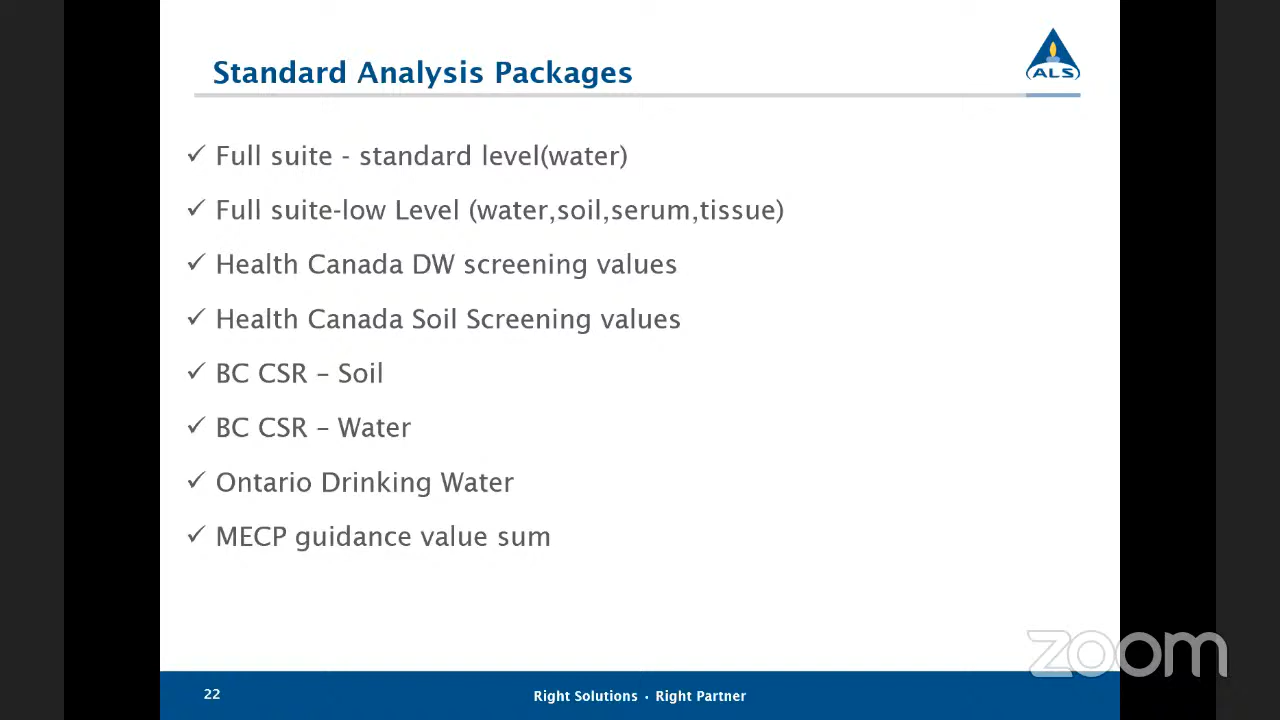 Standard Analysis Packages
ALS
✓ Full suite - standard level(water)
✓ Full suite-low Level (water,soil,serum,tissue)
✓ Health Canada DW screening values
✓ Health Canada Soil Screening values
✓ BC CSR – Soil
✓ BC CSR – Water
✓ Ontario Drinking Water
✓ MECP guidance value sum
zoom
22
Right Solutions · Right Partner